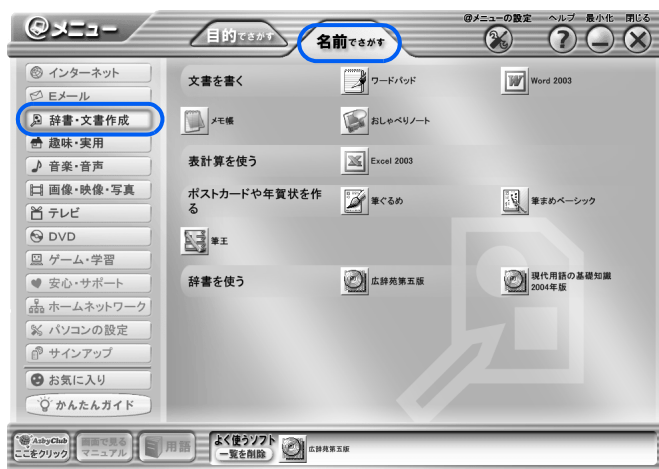 @メニュー
目的でさがす
名前でさがす
@メニューの設定 ヘルプ 最小化 閉じる
インターネット
Eメール
辞書・文書作成
趣味・実用
音楽・音声
画像・映像・写真
テレビ
DVD
ゲーム・学習
安心・サポート
ホームネットワーク
パソコンの設定
サインアップ
お気に入り
かんたんガイド
文書を書く
ワードパッド
Word 2003
メモ帳
おしゃべりノート
表計算を使う
Excel 2003
ポストカードや年賀状を作
る
筆ぐるめ
筆まめベーシック
筆王
辞書を使う
広辞苑第五版
現代用語の基礎知識
2004年版
AzbyClub
ここをクリック
画面で見る
マニュアル
用語
よく使うソフト
一覧を削除
広辞苑第五版